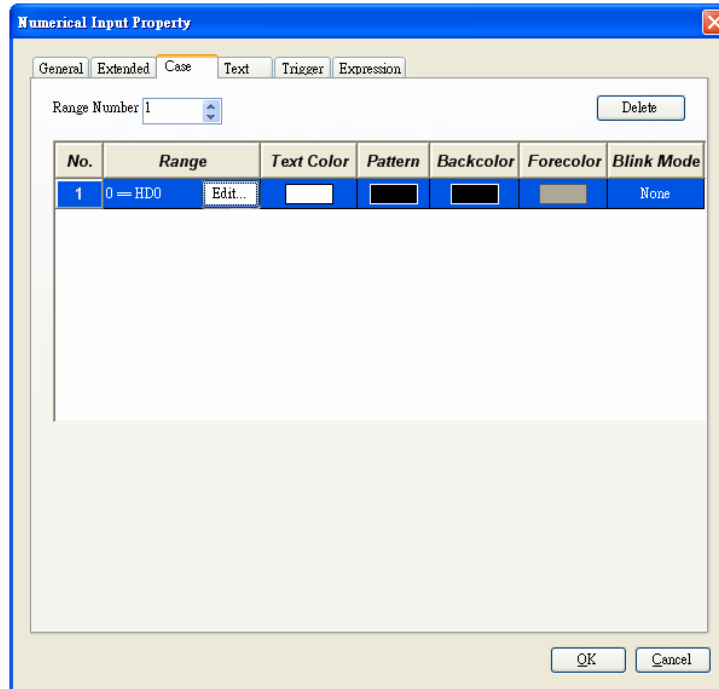 Numerical Input Property
General Extended Case Text Trigger Expression
Range Number 1 Delete
No. Range Text Color Pattern Backcolor Forecolor Blink Mode
1 0 == HD0 Edit... None
OK Cancel